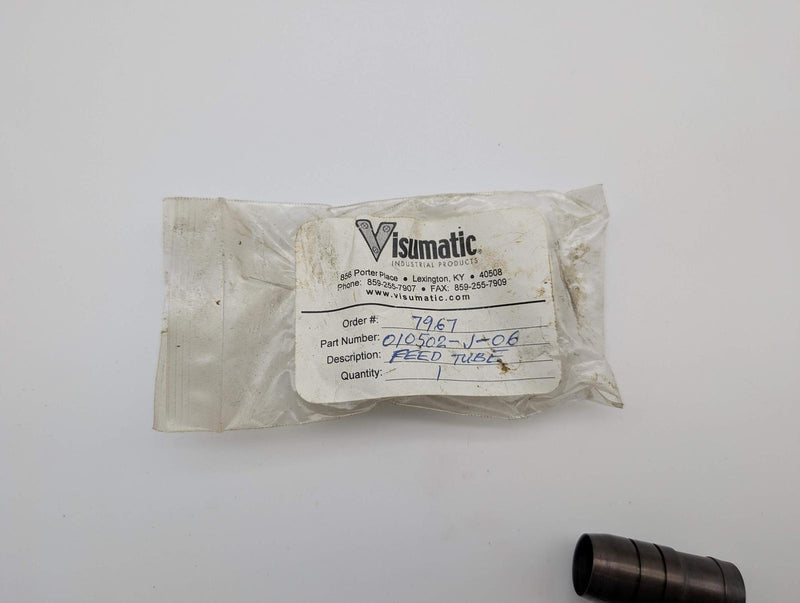 Visumatic®
INDUSTRIAL PRODUCTS
856 Porter Place • Lexington, KY • 40508
Phone: 859-255-7907 • FAX: 859-255-7909
www.visumatic.com
Order #: 7967
Part Number: 010502-J-06
Description: FEED TUBE
Quantity: 1